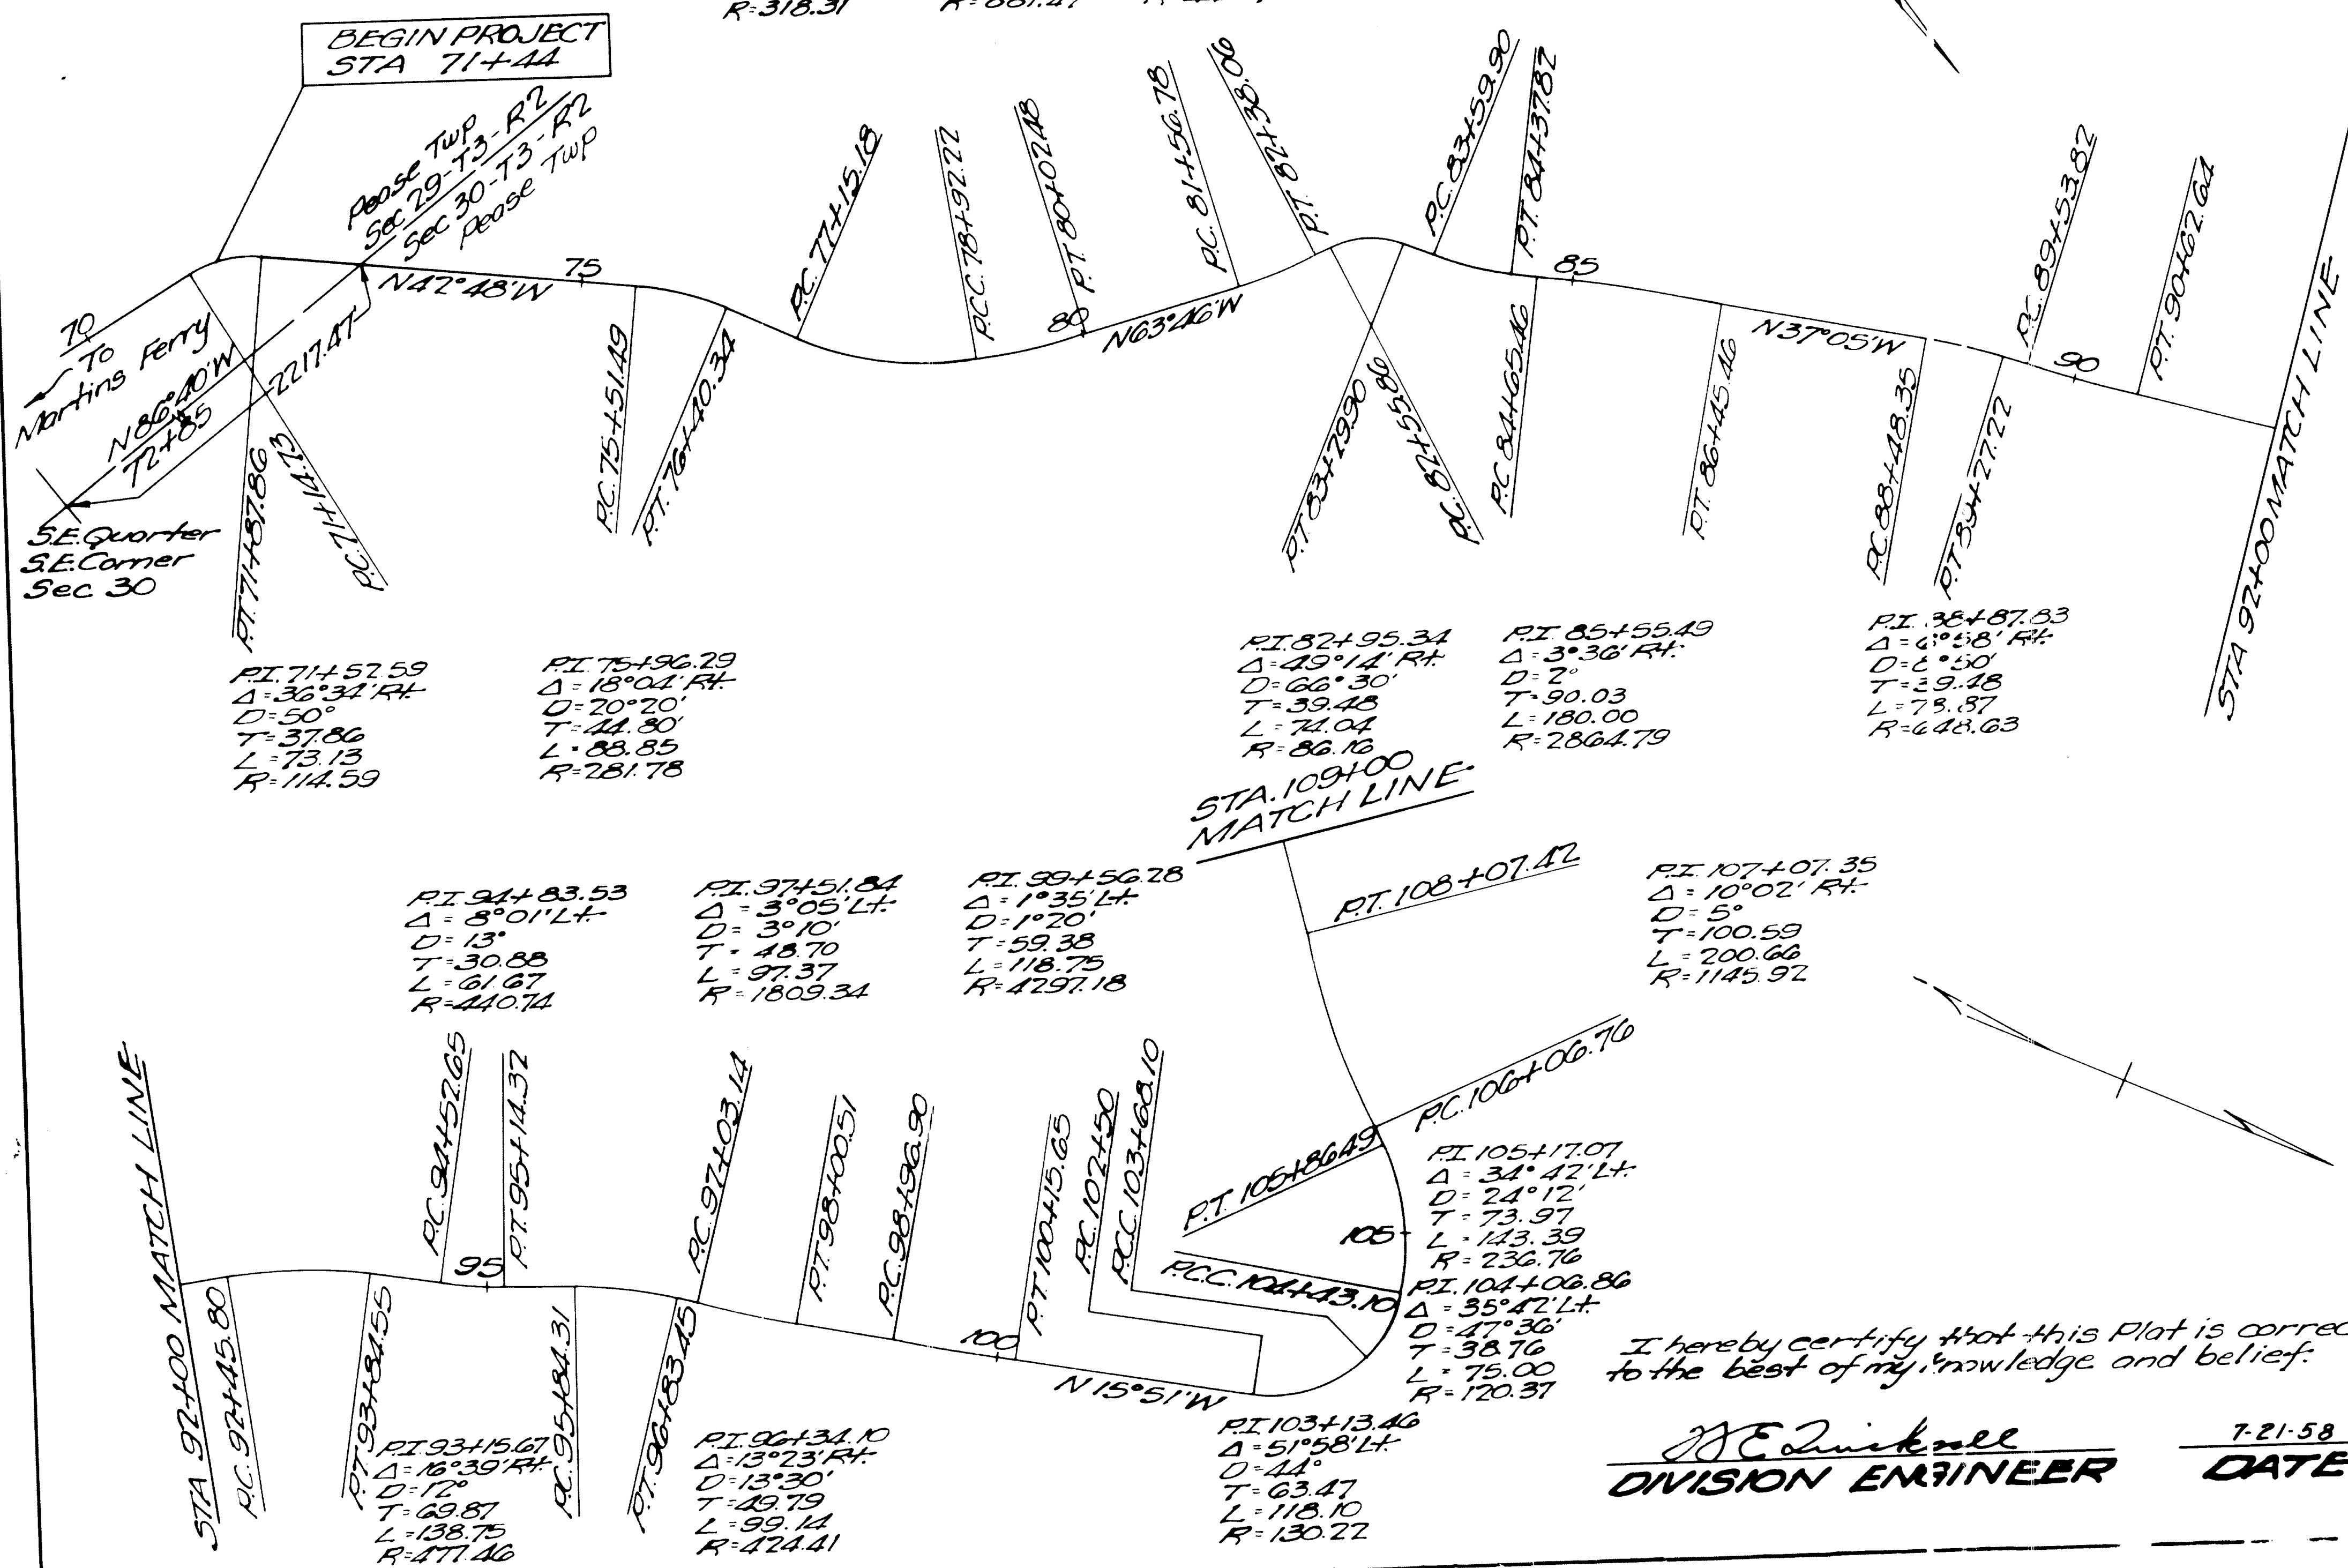 R=318.31
BEGIN PROJECT
STA 71+44
Pease Twp
Sec 29-T3-R2
Sec 30-T3-R2
Pease Twp
70
To
Martins Ferry
N86°40'W
72+85
2217.47'
S.E. Quarter
S.E. Corner
Sec 30
N42°48'W
75
P.T. 71+87.86
P.C. 71+14.73
P.C. 75+51.49
P.T. 76+40.34
P.C. 77+15.18
P.C.C. 78+92.22
P.T. 80+02.48
80
N63°46'W
P.C. 81+56.78
P.T. 82+38.06
P.T. 83+29.90
P.C. 82+55.86
P.C. 83+59.90
P.T. 84+37.82
85
P.C. 84+65.46
P.T. 86+45.46
N37°05'W
P.C. 88+48.35
P.T. 89+27.22
P.C. 89+53.82
90
P.T. 90+62.64
STA 92+00 MATCH LINE
P.I. 71+52.59
Δ=36°34' Rt.
D=50°
T=37.86
L=73.13
R=114.59
P.I. 75+96.29
Δ=18°04' Rt.
D=20°20'
T=44.80'
L=88.85
R=281.78
P.I. 82+95.34
Δ=49°14' Rt.
D=66°30'
T=39.48
L=74.04
R=86.16
P.I. 85+55.49
Δ=3°36' Rt.
D=2°
T=90.03
L=180.00
R=2864.79
P.I. 88+87.83
Δ=6°58' Rt.
D=8°50'
T=39.48
L=78.87
R=648.63
STA. 109+00
MATCH LINE
P.T. 108+07.42
P.I. 107+07.35
Δ=10°02' Rt.
D=5°
T=100.59
L=200.66
R=1145.92
P.I. 94+83.53
Δ=8°01' Lt.
D=13°
T=30.88
L=61.67
R=440.74
P.I. 97+51.84
Δ=3°05' Lt.
D=3°10'
T=48.70
L=97.37
R=1809.34
P.I. 99+56.28
Δ=1°35' Lt.
D=1°20'
T=59.38
L=118.75
R=4297.18
STA 92+00 MATCH LINE
P.C. 92+45.80
P.T. 93+84.55
P.C. 94+52.65
95
P.T. 95+14.32
P.C. 95+84.31
P.T. 96+83.45
P.C. 97+03.14
P.T. 98+00.51
P.C. 98+96.90
100
P.T. 100+15.65
P.C. 102+50
P.C.C. 103+68.10
N15°51'W
P.C. 106+06.76
P.T. 105+86.49
105
P.C.C. 104+43.10
P.I. 105+17.07
Δ=34°42' Lt.
D=24°12'
T=73.97
L=143.39
R=236.76
P.I. 104+06.86
Δ=35°42' Lt.
D=47°36'
T=38.76
L=75.00
R=120.37
P.I. 93+15.67
Δ=16°39' Rt.
D=12°
T=69.87
L=138.75
R=477.46
P.I. 96+34.10
Δ=13°23' Rt.
D=13°30'
T=49.79
L=99.14
R=424.41
P.I. 103+13.46
Δ=51°58' Lt.
D=44°
T=63.47
L=118.10
R=130.22
I hereby certify that this Plat is correc
to the best of my knowledge and belief.
DIVISION ENGINEER
7-21-58
DATE